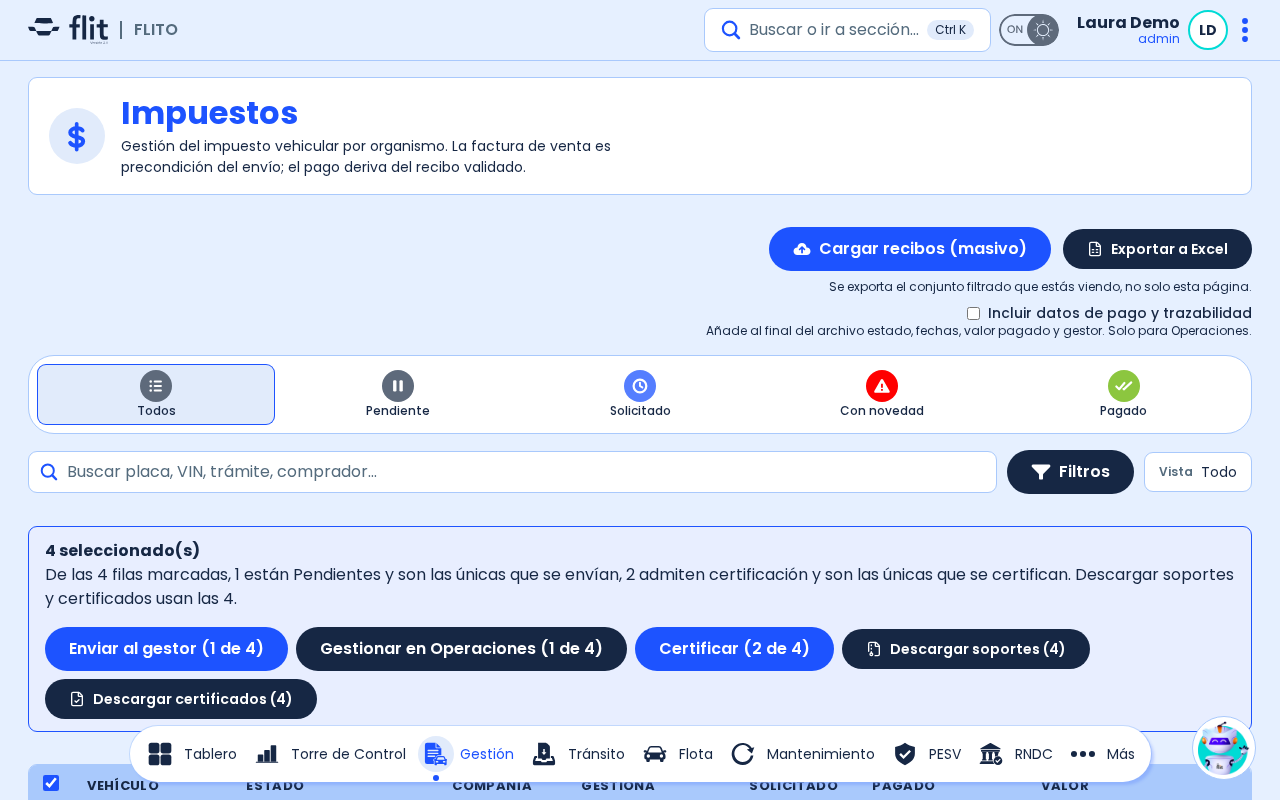 flit
FLITO
Buscar o ir a sección...
Ctrl K
ON
Laura Demo
admin
LD
Impuestos
Gestión del impuesto vehicular por organismo. La factura de venta es
precondición del envío; el pago deriva del recibo validado.
Cargar recibos (masivo)
Exportar a Excel
Se exporta el conjunto filtrado que estás viendo, no solo esta página.
Incluir datos de pago y trazabilidad
Añade al final del archivo estado, fechas, valor pagado y gestor. Solo para Operaciones.
Todos
Pendiente
Solicitado
Con novedad
Pagado
Buscar placa, VIN, trámite, comprador...
Filtros
Vista Todo
4 seleccionado(s)
De las 4 filas marcadas, 1 están Pendientes y son las únicas que se envían, 2 admiten certificación y son las únicas que se certifican. Descargar soportes
y certificados usan las 4.
Enviar al gestor (1 de 4)
Gestionar en Operaciones (1 de 4)
Certificar (2 de 4)
Descargar soportes (4)
Descargar certificados (4)
Tablero
Torre de Control
Gestión
Tránsito
Flota
Mantenimiento
PESV
RNDC
Más
VEHÍCULO
ESTADO
COMPAÑÍA
GESTIONA
SOLICITADO
PAGADO
VALOR